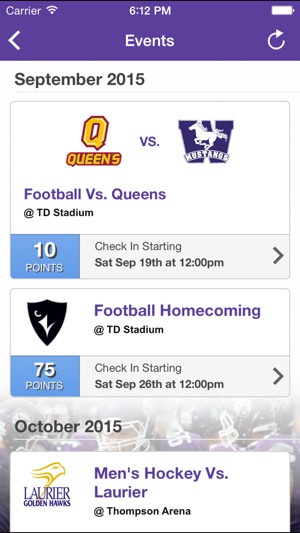 Carrier 6:12 PM
Events
September 2015
Q
QUEEN'S
VS.
W
MUSTANGS
Football Vs. Queens
@ TD Stadium
10
POINTS
Check In Starting
Sat Sep 19th at 12:00pm
Football Homecoming
@ TD Stadium
75
POINTS
Check In Starting
Sat Sep 26th at 12:00pm
October 2015
LAURIER
GOLDEN HAWKS
Men's Hockey Vs.
Laurier
@ Thompson Arena